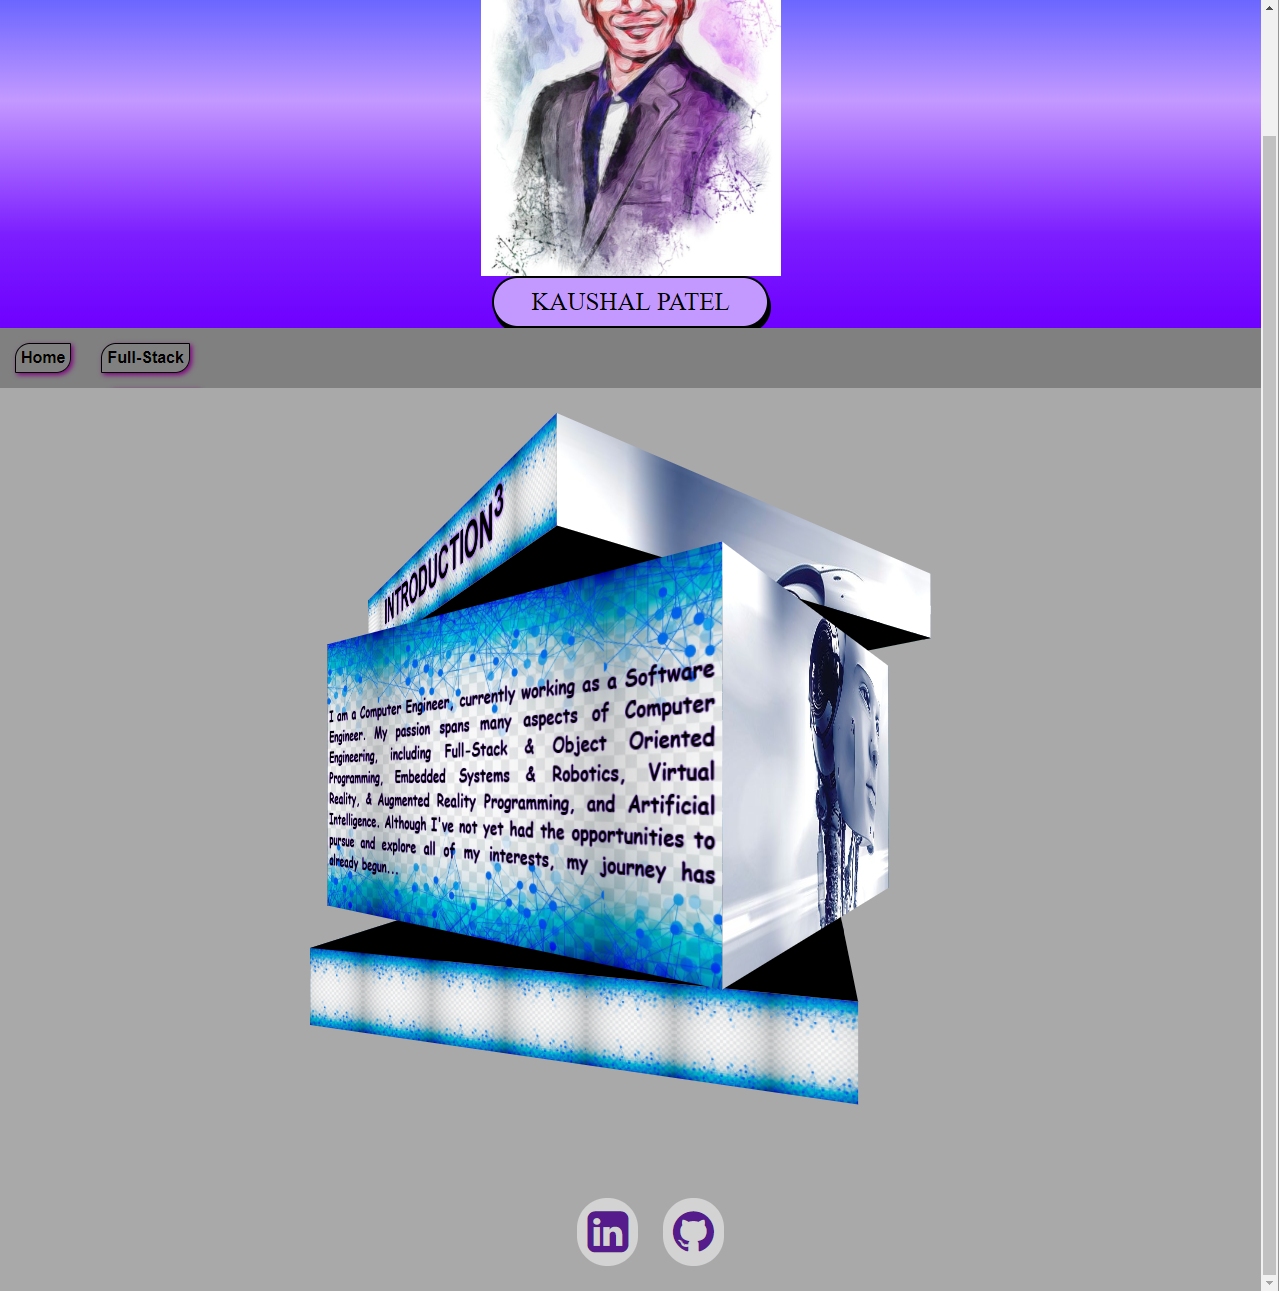 KAUSHAL PATEL
Home
Full-Stack
INTRODUCTION³
I am a Computer Engineer, currently working as a Software
Engineer. My passion spans many aspects of Computer
Engineering, including Full-Stack & Object Oriented
Programming, Embedded Systems & Robotics, Virtual
Reality, & Augmented Reality Programming, and Artificial
Intelligence. Although I've not yet had the opportunities to
pursue and explore all of my interests, my journey has
already begun...
in